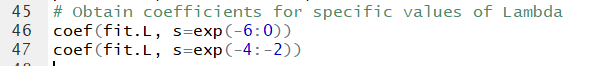 45 # Obtain coefficients for specific values of Lambda
46 coef(fit.L, s=exp(-6:0))
47 coef(fit.L, s=exp(-4:-2))